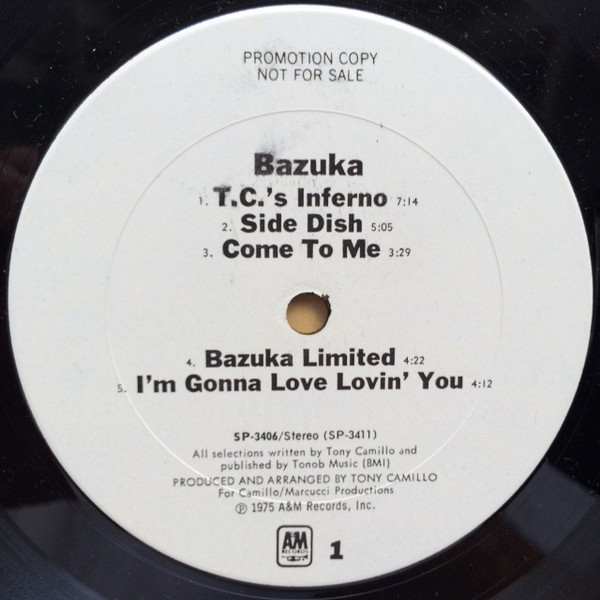 PROMOTION COPY
NOT FOR SALE
Bazuka
1. T.C.'s Inferno 7:14
2. Side Dish 5:05
3. Come To Me 3:29
4. Bazuka Limited 4:22
5. I'm Gonna Love Lovin' You 4:12
SP-3406/Stereo (SP-3411)
All selections written by Tony Camillo and
published by Tonob Music (BMI)
PRODUCED AND ARRANGED BY TONY CAMILLO
For Camillo/Marcucci Productions
℗ 1975 A&M Records, Inc.
A&M RECORDS 1